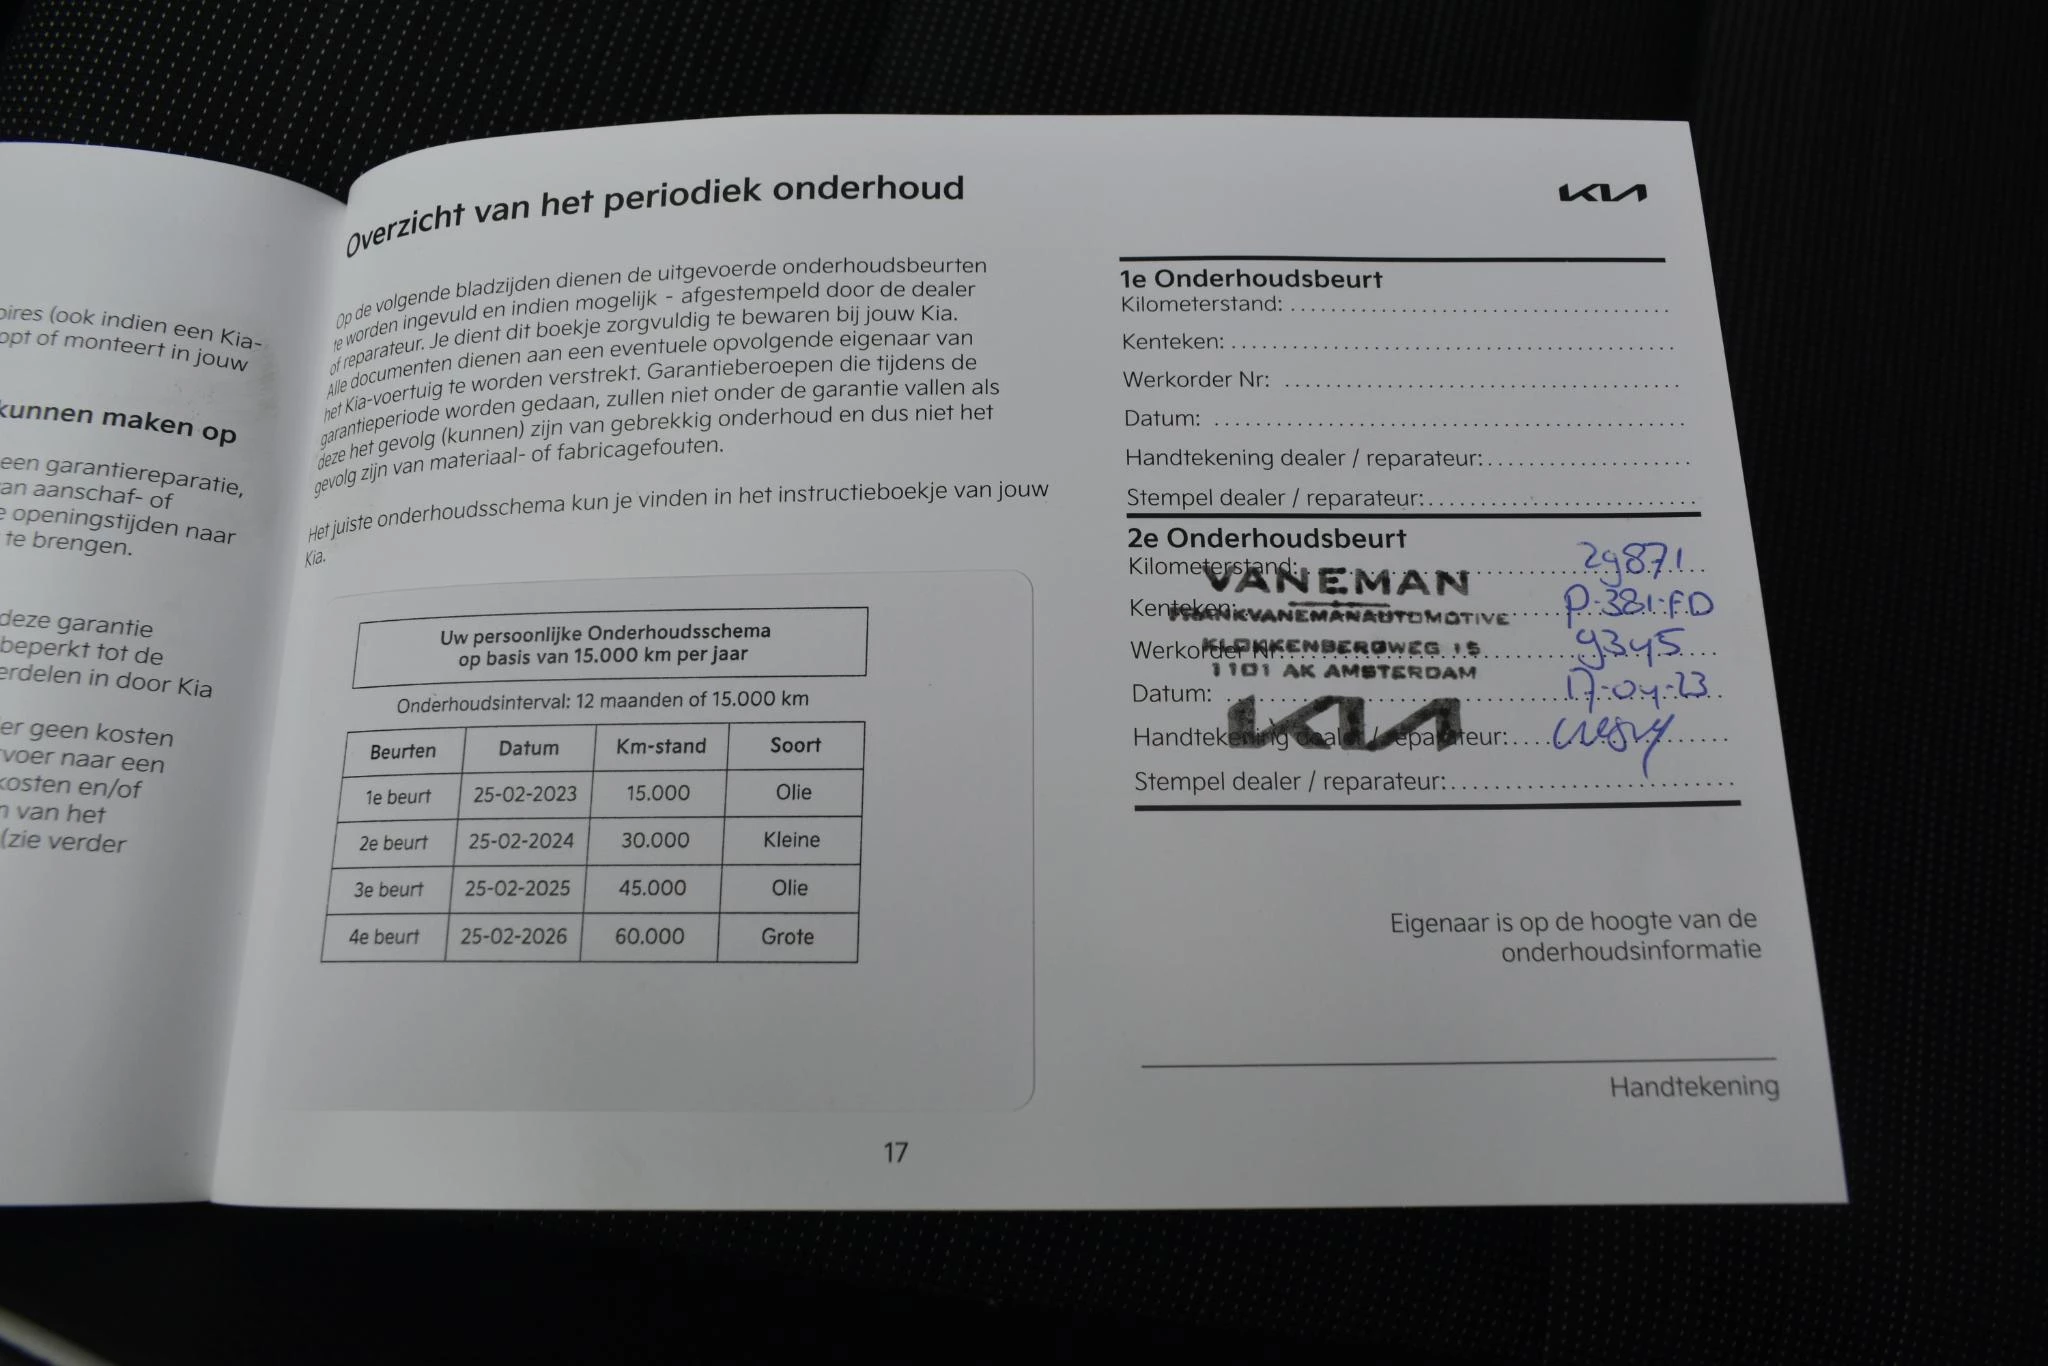 oires (ook indien een Kia-
opt of monteert in jouw
kunnen maken op
een garantiereparatie,
an aanschaf- of
e openingstijden naar
te brengen.
deze garantie
beperkt tot de
erdelen in door Kia
er geen kosten
voer naar een
kosten en/of
n van het
(zie verder
Overzicht van het periodiek onderhoud
Op de volgende bladzijden dienen de uitgevoerde onderhoudsbeurten
te worden ingevuld en indien mogelijk - afgestempeld door de dealer
of reparateur. Je dient dit boekje zorgvuldig te bewaren bij jouw Kia.
Alle documenten dienen aan een eventuele opvolgende eigenaar van
het Kia-voertuig te worden verstrekt. Garantieberoepen die tijdens de
garantieperiode worden gedaan, zullen niet onder de garantie vallen als
deze het gevolg (kunnen) zijn van gebrekkig onderhoud en dus niet het
gevolg zijn van materiaal- of fabricagefouten.
Het juiste onderhoudsschema kun je vinden in het instructieboekje van jouw
Kia.
Uw persoonlijke Onderhoudsschema
op basis van 15.000 km per jaar
Onderhoudsinterval: 12 maanden of 15.000 km
Beurten Datum Km-stand Soort
1e beurt 25-02-2023 15.000 Olie
2e beurt 25-02-2024 30.000 Kleine
3e beurt 25-02-2025 45.000 Olie
4e beurt 25-02-2026 60.000 Grote
17
KIA
1e Onderhoudsbeurt
Kilometerstand:
Kenteken:
Werkorder Nr:
Datum:
Handtekening dealer / reparateur:
Stempel dealer / reparateur:
2e Onderhoudsbeurt
Kilometerstand: 29871
VANEMAN
Kenteken: P-381-FD
FRANKVANEMANAUTOMOTIVE
Werkorder Nr: 9345
KLOKKENBERGWEG 15
1101 AK AMSTERDAM
Datum: 17-04-23
KIA
Handtekening dealer / reparateur:
Stempel dealer / reparateur:
Eigenaar is op de hoogte van de
onderhoudsinformatie
Handtekening